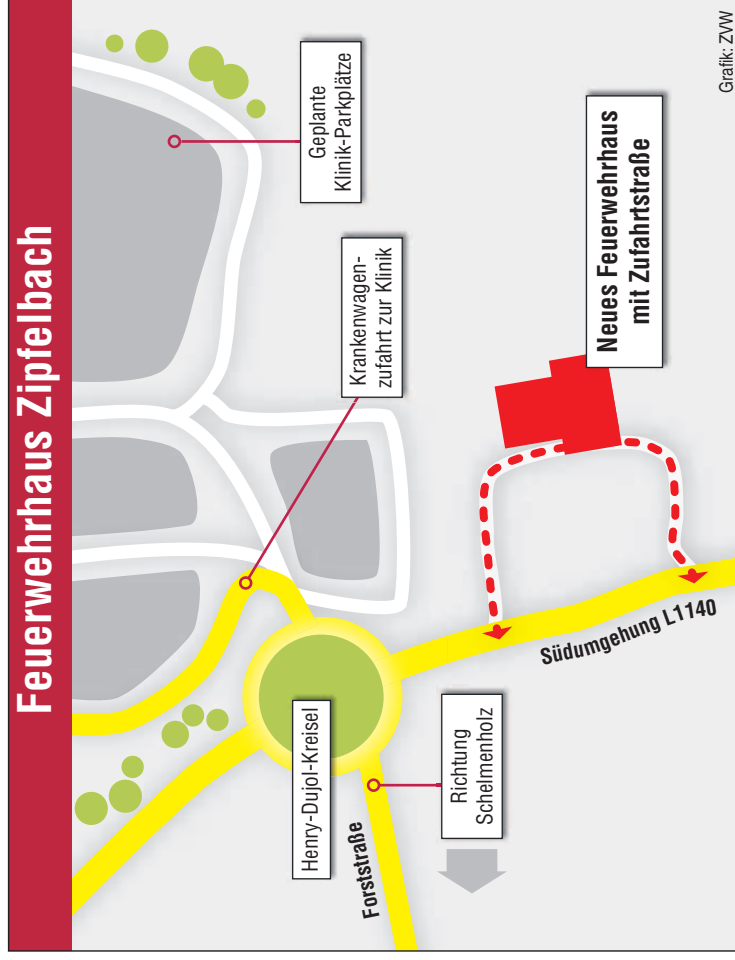 Feuerwehrhaus Zipfelbach
Geplante
Klinik-Parkplätze
Krankenwagen-
zufahrt zur Klinik
Henry-Dujol-Kreisel
Forststraße
Richtung
Schelmenholz
Südumgehung L1140
Neues Feuerwehrhaus
mit Zufahrtstraße
Grafik: ZVW